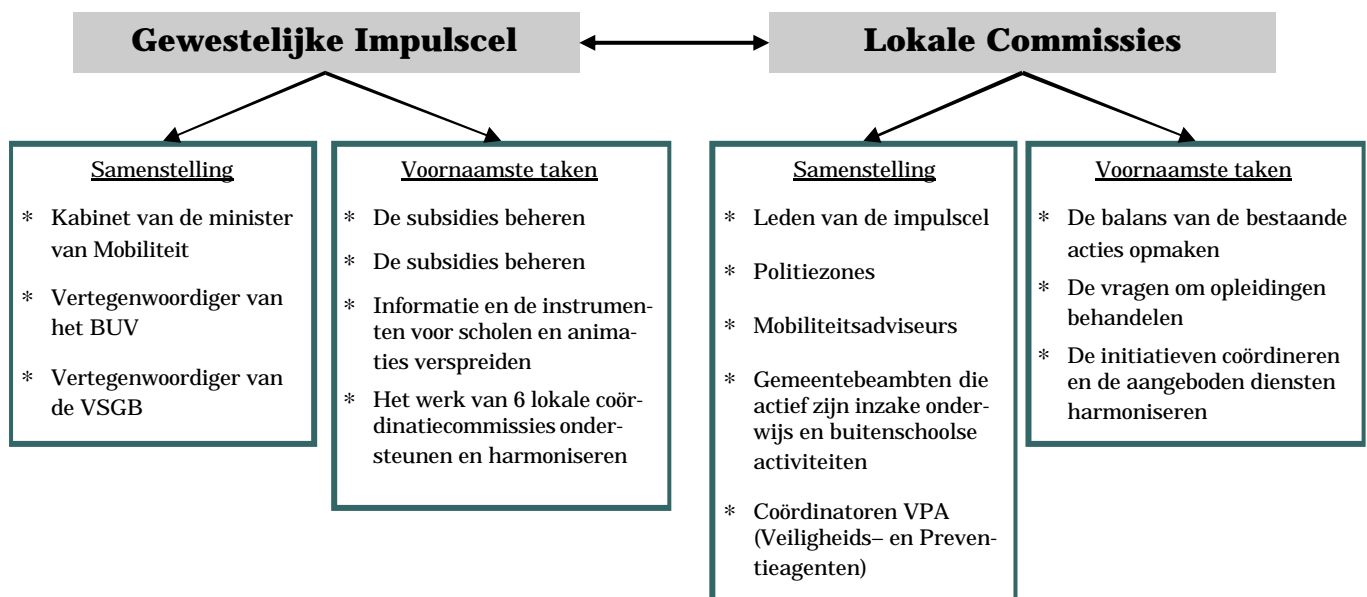 Gewestelijke Impulscel
Lokale Commissies
Samenstelling
* Kabinet van de minister
van Mobiliteit
* Vertegenwoordiger van
het BUV
* Vertegenwoordiger van
de VSGB
Voornaamste taken
* De subsidies beheren
* De subsidies beheren
* Informatie en de instrumen-
ten voor scholen en anima-
ties verspreiden
* Het werk van 6 lokale coör-
dinatiecommissies onder-
steunen en harmoniseren
Samenstelling
* Leden van de impulscel
* Politiezones
* Mobiliteitsadviseurs
* Gemeentebeambten die
actief zijn inzake onder-
wijs en buitenschoolse
activiteiten
* Coördinatoren VPA
(Veiligheids– en Preven-
tieagenten)
Voornaamste taken
* De balans van de bestaande
acties opmaken
* De vragen om opleidingen
behandelen
* De initiatieven coördineren
en de aangeboden diensten
harmoniseren